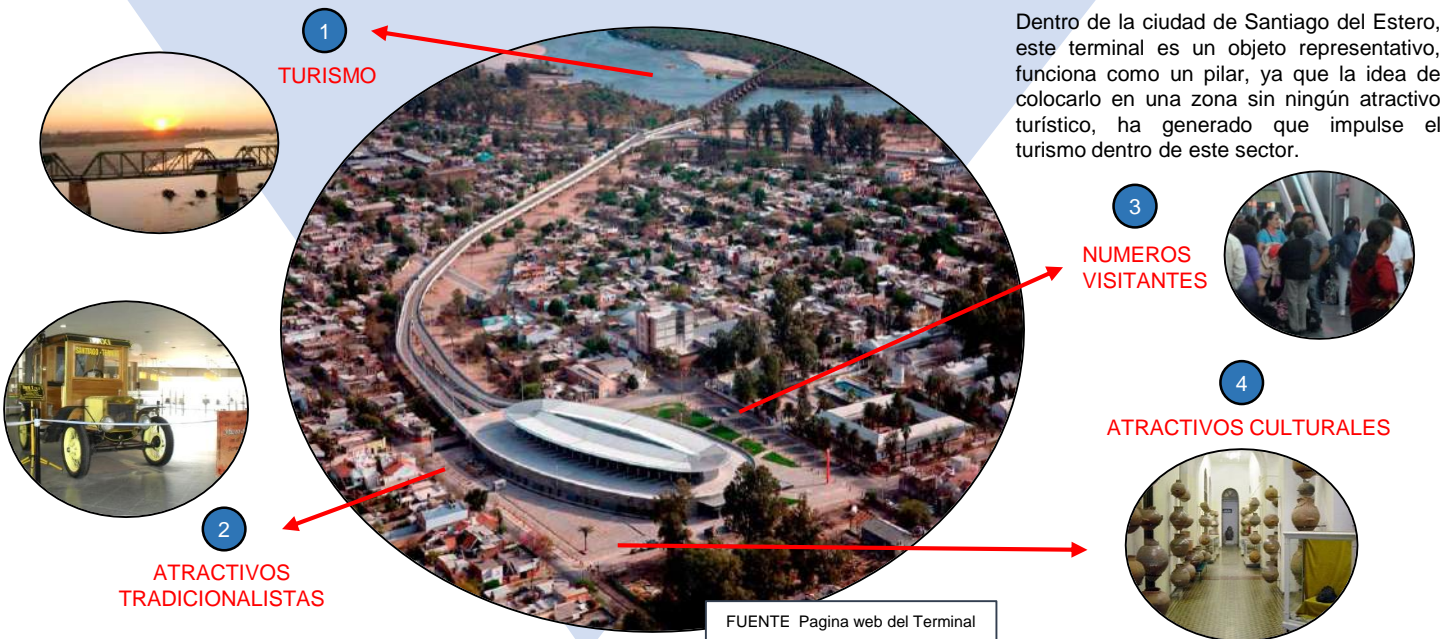 1
TURISMO
Dentro de la ciudad de Santiago del Estero,
este terminal es un objeto representativo,
funciona como un pilar, ya que la idea de
colocarlo en una zona sin ningún atractivo
turístico, ha generado que impulse el
turismo dentro de este sector.
3
NUMEROS
VISITANTES
4
ATRACTIVOS CULTURALES
2
ATRACTIVOS
TRADICIONALISTAS
FUENTE Pagina web del Terminal